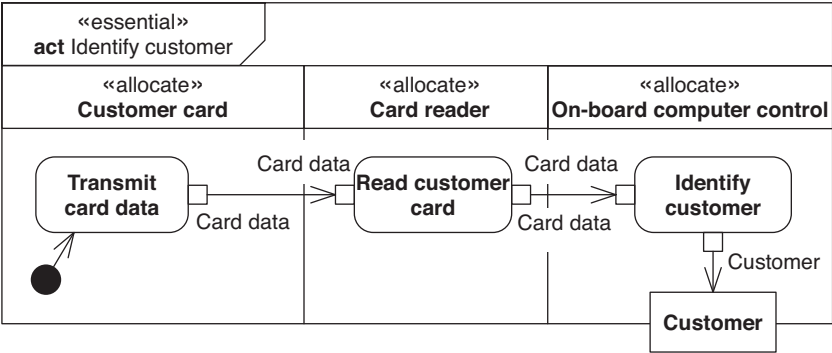 «essential»
act Identify customer
«allocate»
Customer card
«allocate»
Card reader
«allocate»
On-board computer control
Transmit
card data
Card data
Card data
Read customer
card
Card data
Card data
Identify
customer
Customer
Customer